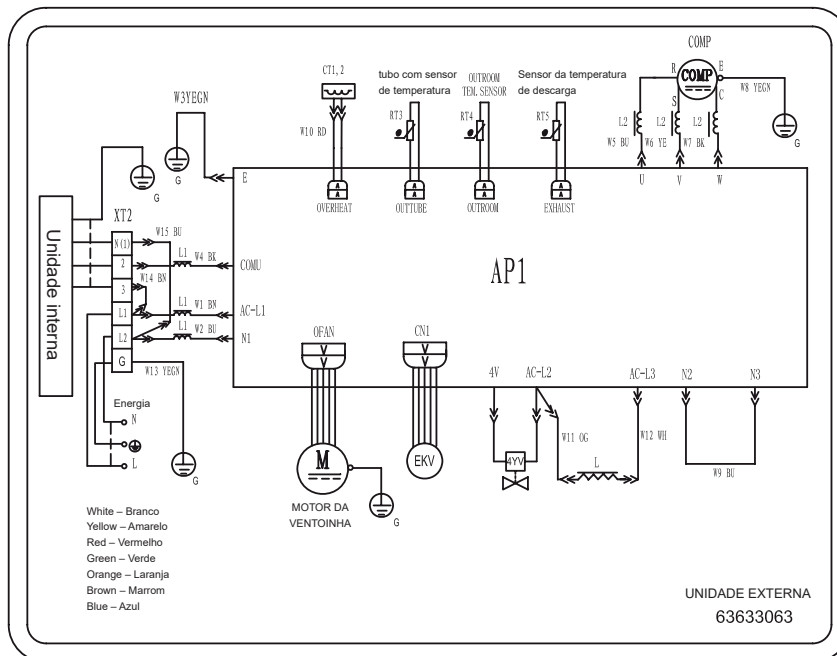 COMP
CT1, 2
tubo com sensor
de temperatura
OUTROOM
TEM. SENSOR
Sensor da temperatura
de descarga
R
COMP
E
S
C
W8 YEGN
G
W3YEGN
G
G
W10 RD
RT3
RT4
RT5
L2
L2
L2
W5 BU
W6 YE
W7 BK
U
V
W
E
OVERHEAT
OUTTUBE
OUTROOM
EXHAUST
A
A
A
A
A
A
A
A
Unidade interna
XT2
N(1)
2
3
L1
L2
G
W15 BU
L1
W4 BK
COMU
W14 BN
L1
W1 BN
AC-L1
L1
W2 BU
N1
W13 YEGN
G
AP1
OFAN
V
V
CN1
V
V
4V
AC-L2
AC-L3
N2
N3
Energia
N
L
M
G
MOTOR DA
VENTOINHA
EKV
4YV
W11 OG
L
W12 WH
W9 BU
White – Branco
Yellow – Amarelo
Red – Vermelho
Green – Verde
Orange – Laranja
Brown – Marrom
Blue – Azul
UNIDADE EXTERNA
63633063